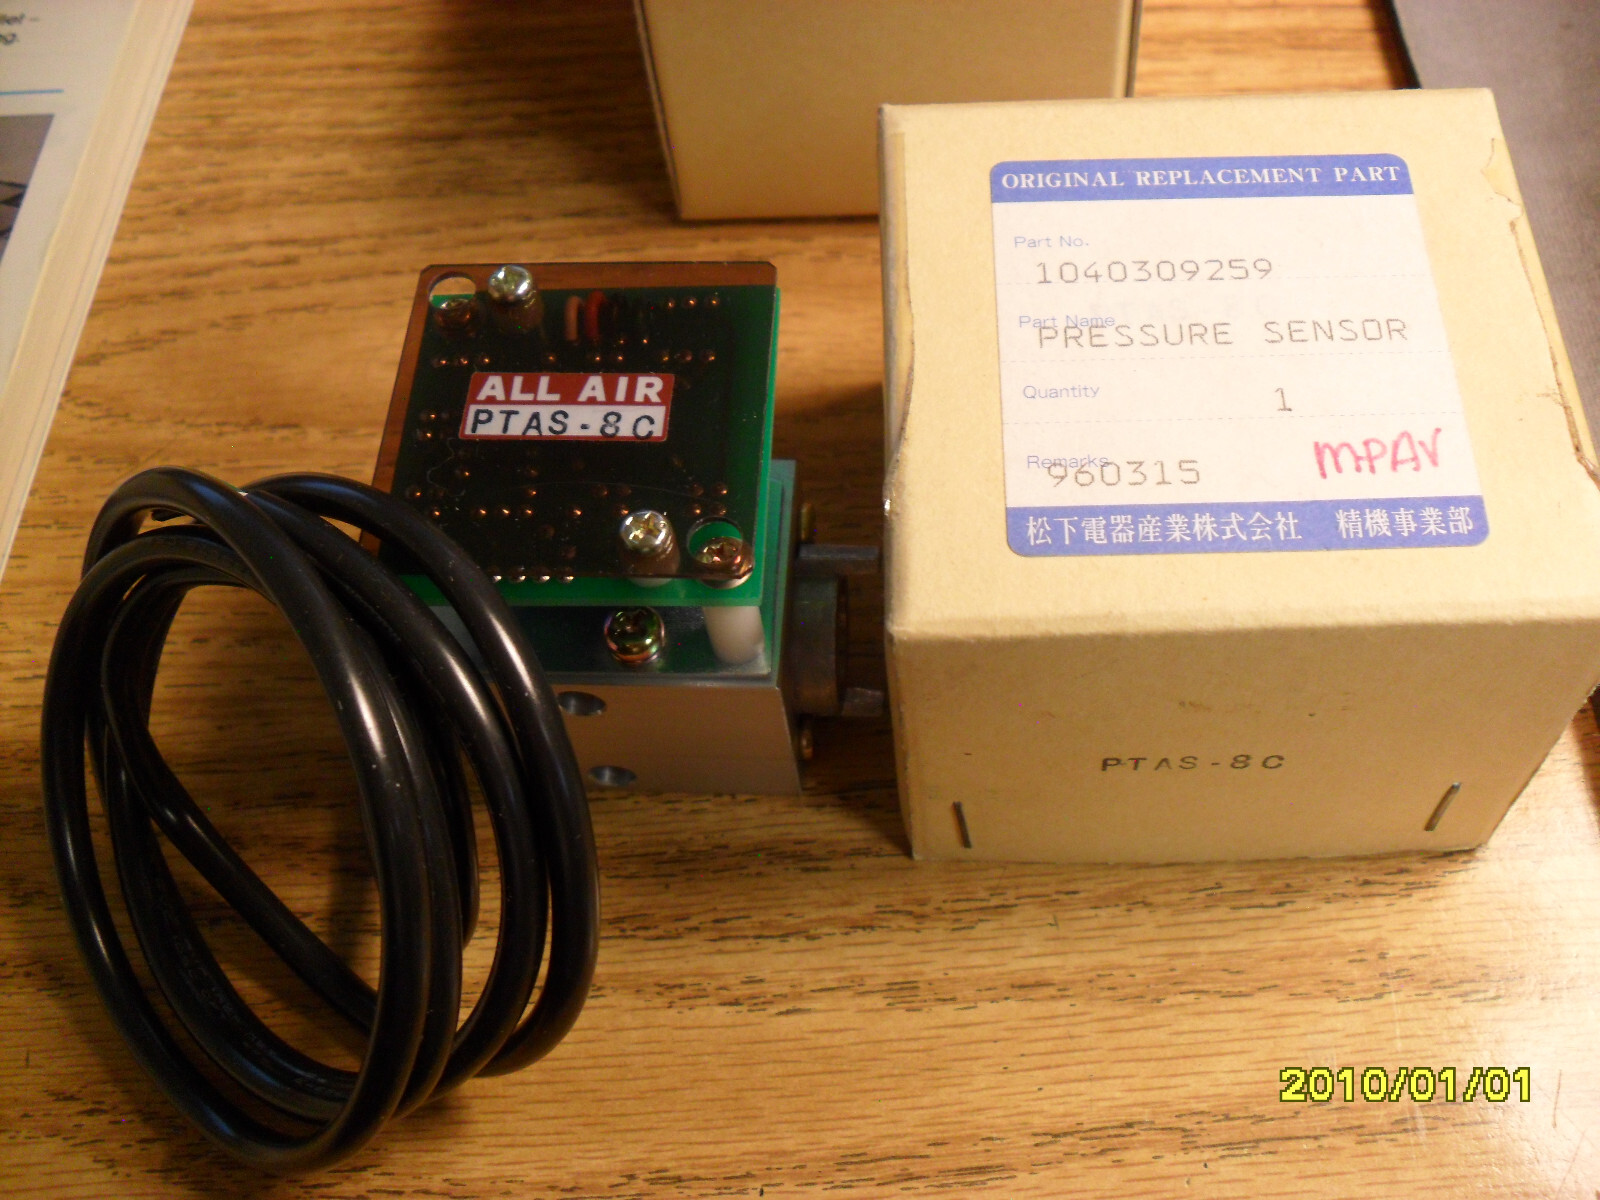 ORIGINAL REPLACEMENT PART
Part No.
1040309259
Part Name
PRESSURE SENSOR
Quantity
1
Remarks
960315
MPAV
松下電器産業株式会社 精機事業部
ALL AIR
PTAS-8C
PTAS-8C
2010/01/01